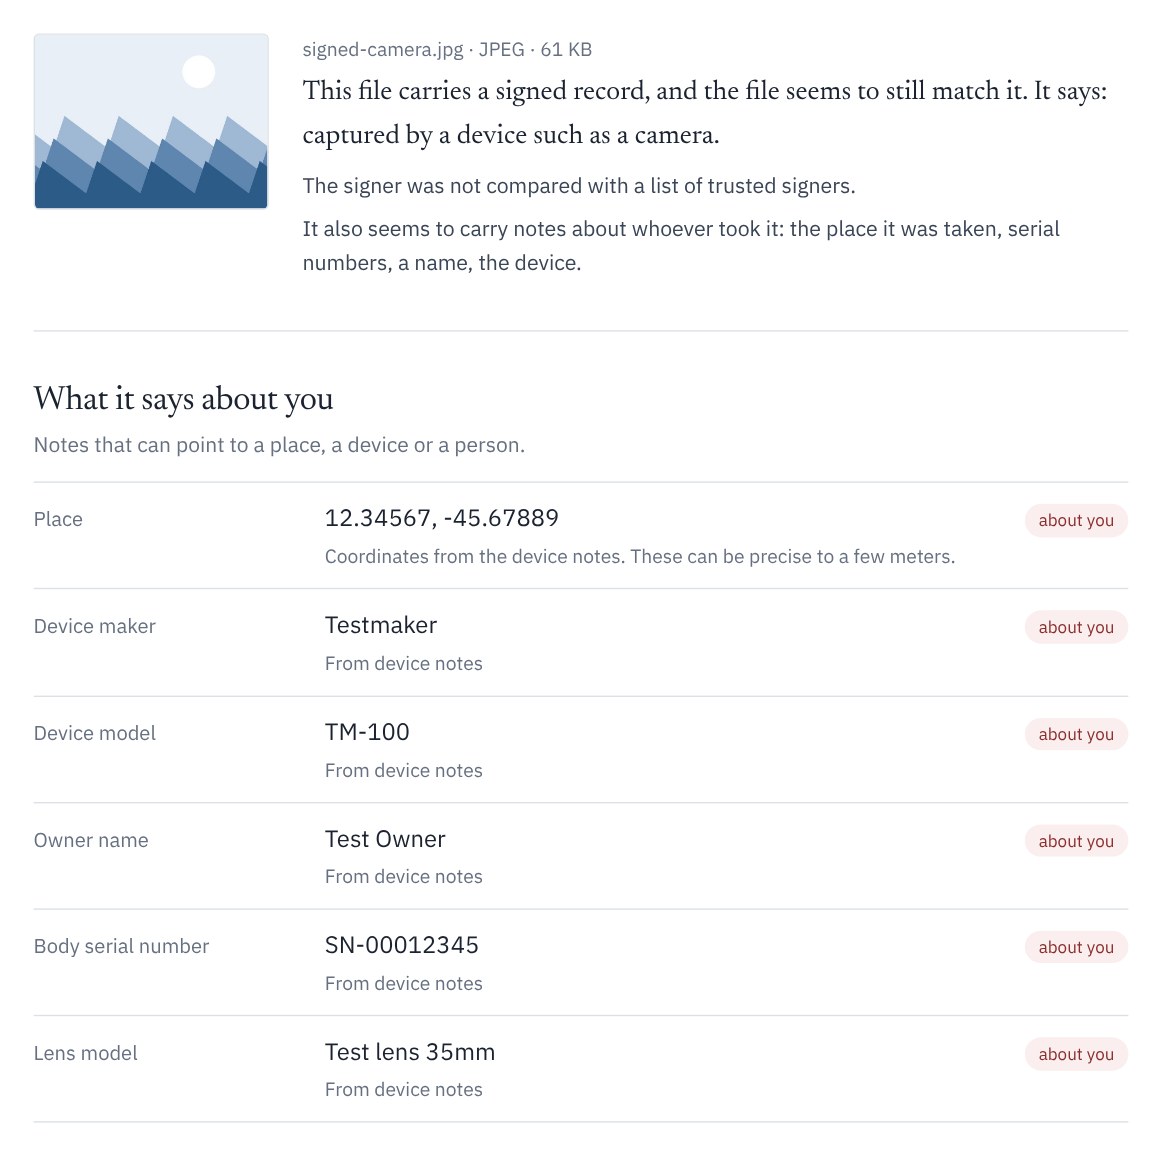 signed-camera.jpg · JPEG · 61 KB
This file carries a signed record, and the file seems to still match it. It says:
captured by a device such as a camera.
The signer was not compared with a list of trusted signers.
It also seems to carry notes about whoever took it: the place it was taken, serial
numbers, a name, the device.
What it says about you
Notes that can point to a place, a device or a person.
Place
12.34567, -45.67889
about you
Coordinates from the device notes. These can be precise to a few meters.
Device maker
Testmaker
about you
From device notes
Device model
TM-100
about you
From device notes
Owner name
Test Owner
about you
From device notes
Body serial number
SN-00012345
about you
From device notes
Lens model
Test lens 35mm
about you
From device notes